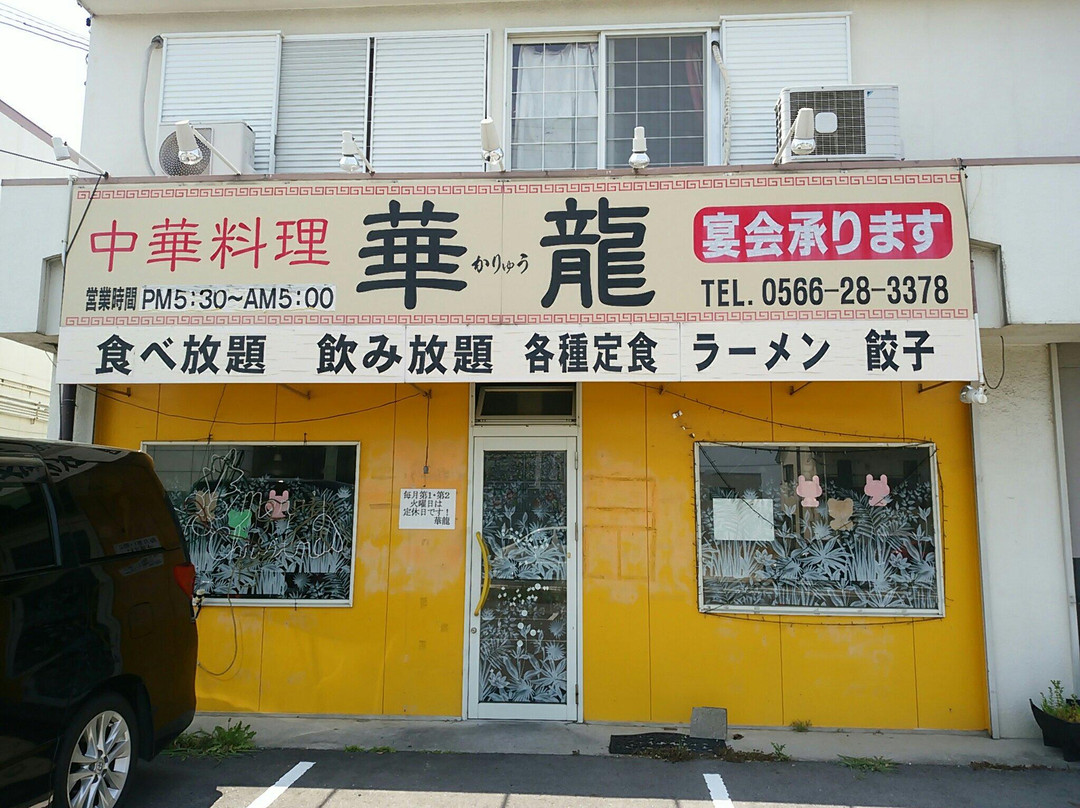 中華料理 華龍 かりゅう 宴会承ります
営業時間 PM5:30～AM5:00
TEL. 0566-28-3378
食べ放題 飲み放題 各種定食 ラーメン 餃子
毎月第1・第2
火曜日は
定休日です!
華龍